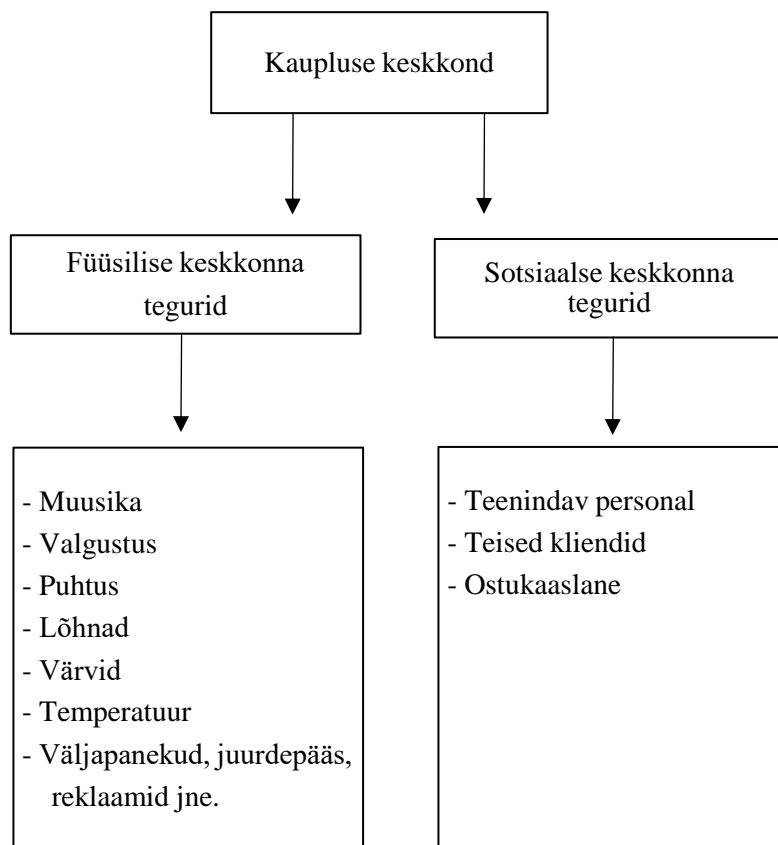 Kaupluse keskkond
Füüsilise keskkonna
tegurid
Sotsiaalse keskkonna
tegurid
- Muusika
- Valgustus
- Puhtus
- Lõhnad
- Värvid
- Temperatuur
- Väljapanekud, juurdepääs,
reklaamid jne.
- Teenindav personal
- Teised kliendid
- Ostukaaslane